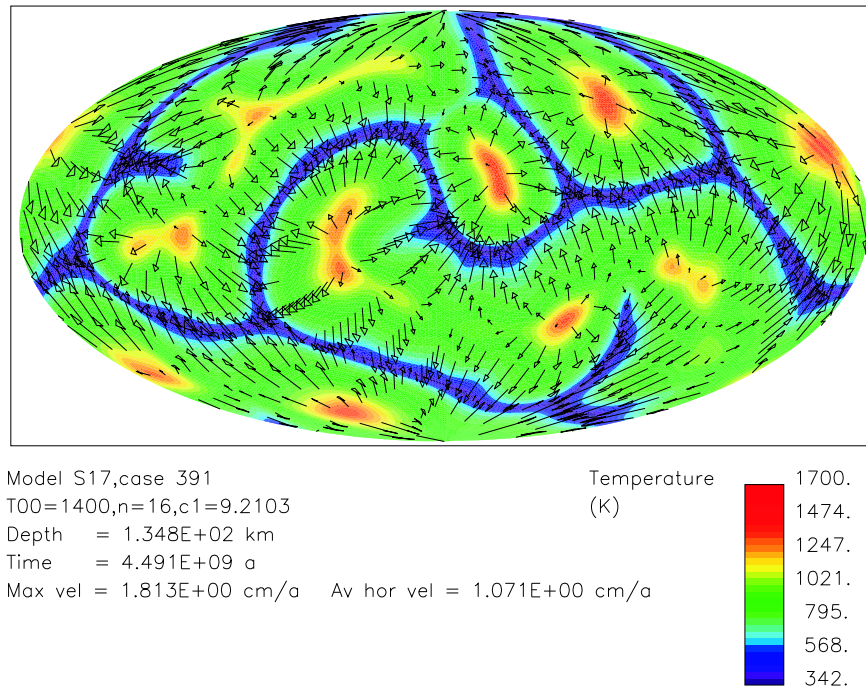 Model S17,case 391
T00=1400,n=16,c1=9.2103
Depth = 1.348E+02 km
Time = 4.491E+09 a
Max vel = 1.813E+00 cm/a Av hor vel = 1.071E+00 cm/a
Temperature
(K)
1700.
1474.
1247.
1021.
795.
568.
342.